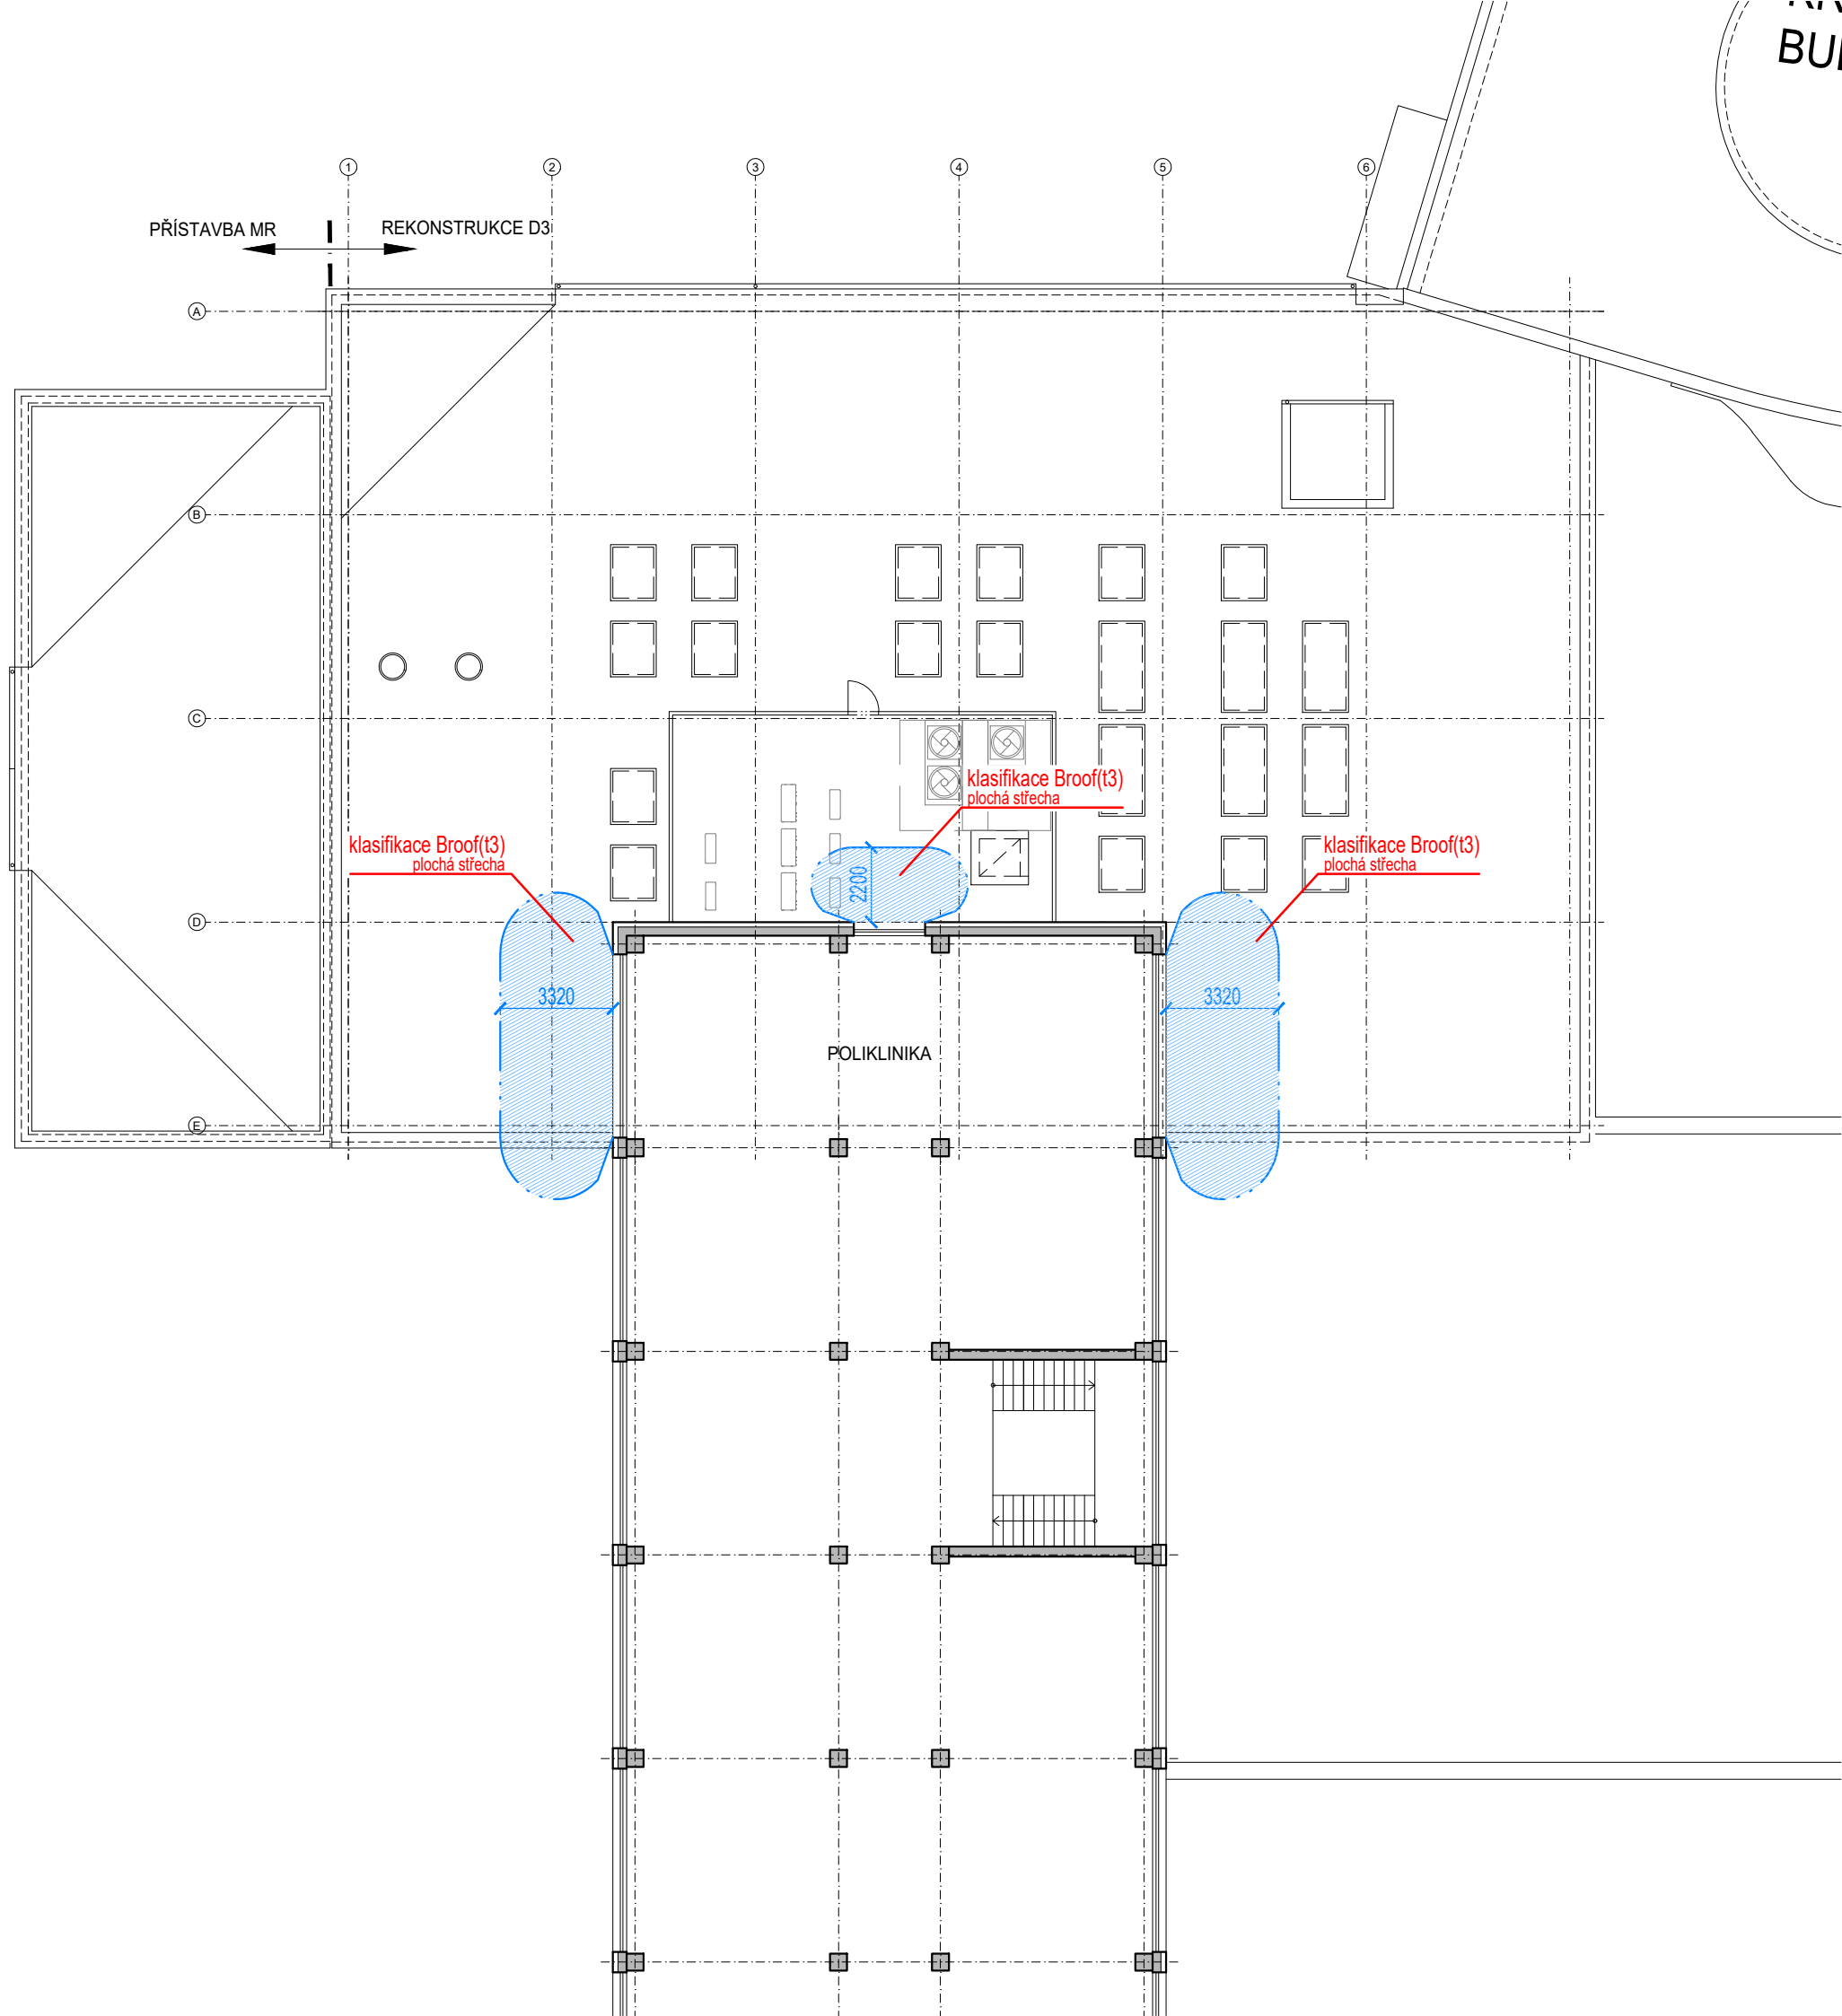 BU
1
2
3
4
5
6
PŘÍSTAVBA MR
REKONSTRUKCE D3
A
B
C
klasifikace Broof(t3)
plochá střecha
klasifikace Broof(t3)
plochá střecha
klasifikace Broof(t3)
plochá střecha
2200
D
3320
3320
POLIKLINIKA
E